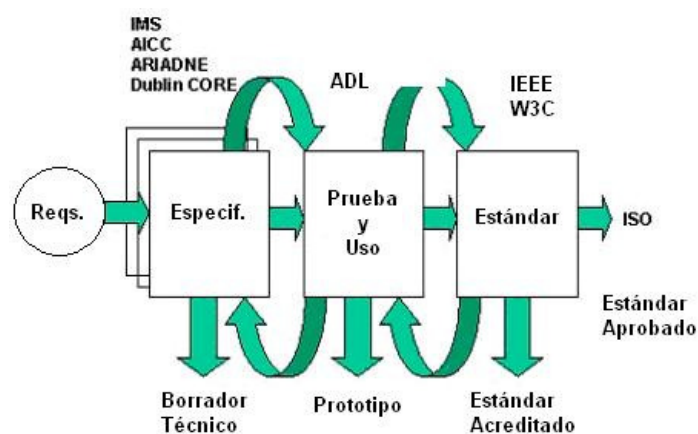 IMS
AICC
ARIADNE
Dublin CORE
ADL
IEEE
W3C
Reqs.
Especif.
Prueba
y
Uso
Estándar
ISO
Estándar
Aprobado
Borrador
Técnico
Prototipo
Estándar
Acreditado